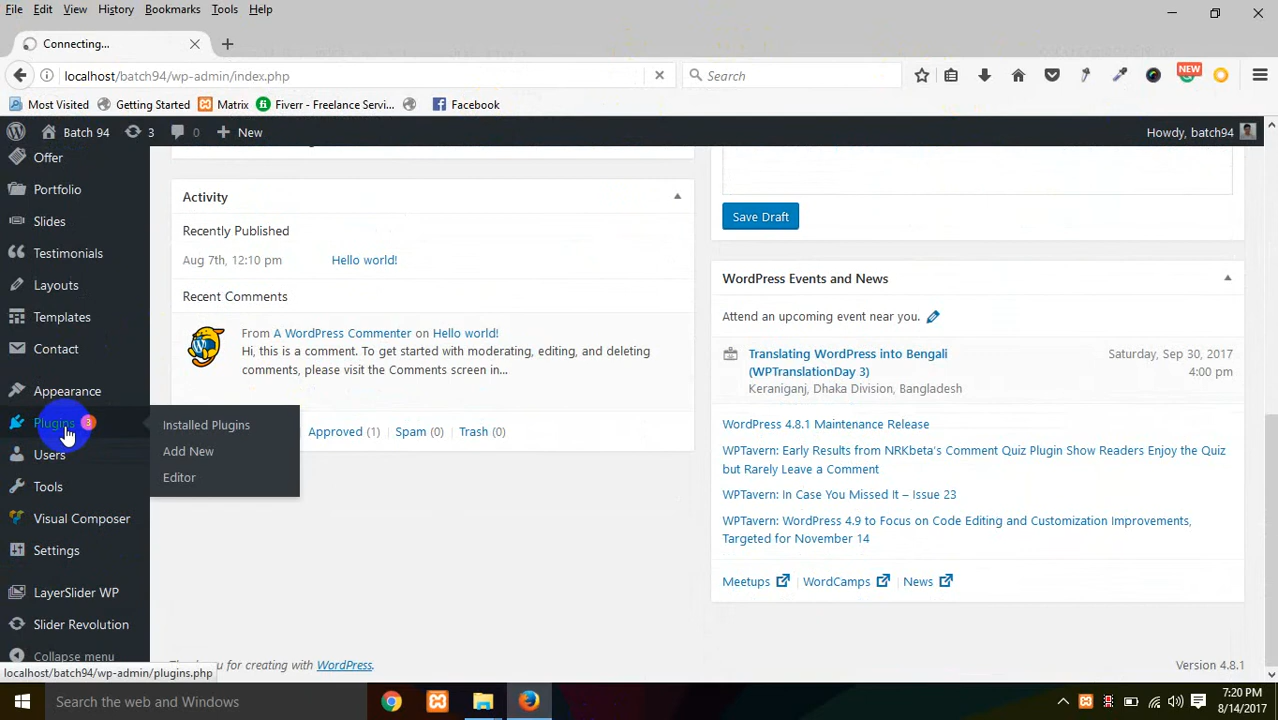 File Edit View History Bookmarks Tools Help
Connecting...
localhost/batch94/wp-admin/index.php
Search
NEW
Most Visited Getting Started Matrix Fiverr - Freelance Servi... Facebook
Batch 94 3 0 New
Howdy, batch94
Offer
Portfolio
Slides
Testimonials
Layouts
Templates
Contact
Appearance
Plugins 3
Users
Tools
Visual Composer
Settings
LayerSlider WP
Slider Revolution
Collapse menu
Installed Plugins
Add New
Editor
Activity
Recently Published
Aug 7th, 12:10 pm Hello world!
Recent Comments
From A WordPress Commenter on Hello world!
Hi, this is a comment. To get started with moderating, editing, and deleting
comments, please visit the Comments screen in...
Approved (1) | Spam (0) | Trash (0)
Save Draft
WordPress Events and News
Attend an upcoming event near you.
Translating WordPress into Bengali
(WPTranslationDay 3)
Keraniganj, Dhaka Division, Bangladesh
Saturday, Sep 30, 2017
4:00 pm
WordPress 4.8.1 Maintenance Release
WPTavern: Early Results from NRKbeta's Comment Quiz Plugin Show Readers Enjoy the Quiz
but Rarely Leave a Comment
WPTavern: In Case You Missed It – Issue 23
WPTavern: WordPress 4.9 to Focus on Code Editing and Customization Improvements,
Targeted for November 14
Meetups | WordCamps | News
for creating with WordPress.
Version 4.8.1
localhost/batch94/wp-admin/plugins.php
Search the web and Windows
7:20 PM
8/14/2017